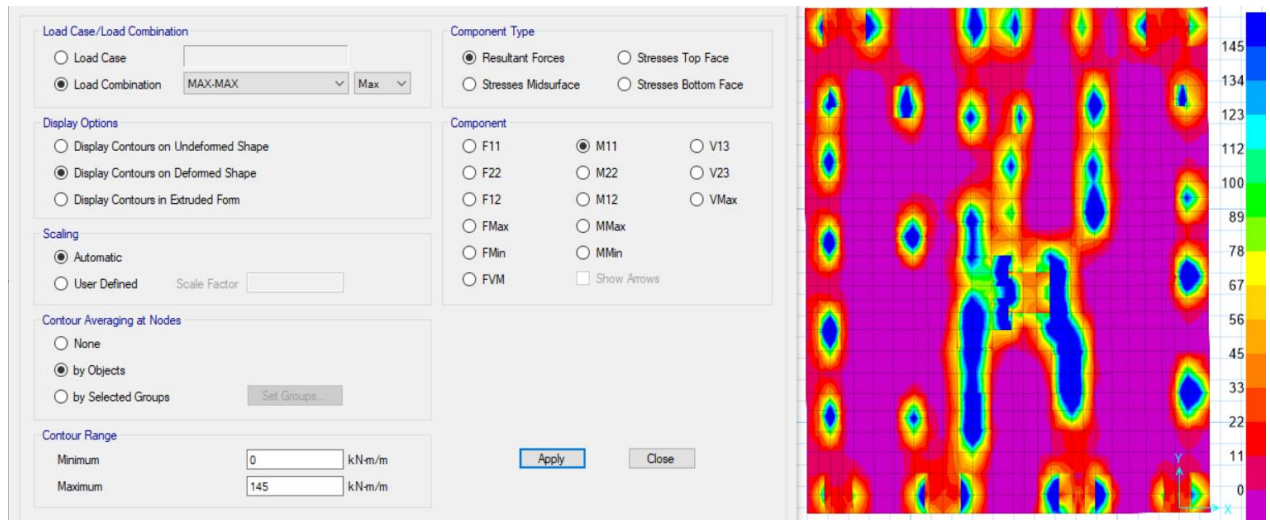 Load Case/Load Combination
Load Case
Load Combination MAX-MAX Max
Display Options
Display Contours on Undeformed Shape
Display Contours on Deformed Shape
Display Contours in Extruded Form
Scaling
Automatic
User Defined Scale Factor
Contour Averaging at Nodes
None
by Objects
by Selected Groups Set Groups...
Contour Range
Minimum 0 kN-m/m
Maximum 145 kN-m/m
Component Type
Resultant Forces Stresses Top Face
Stresses Midsurface Stresses Bottom Face
Component
F11 M11 V13
F22 M22 V23
F12 M12 VMax
FMax MMax
FMin MMin
FVM Show Arrows
Apply Close
145
134
123
112
100
89
78
67
56
45
33
22
11
0
Y
X